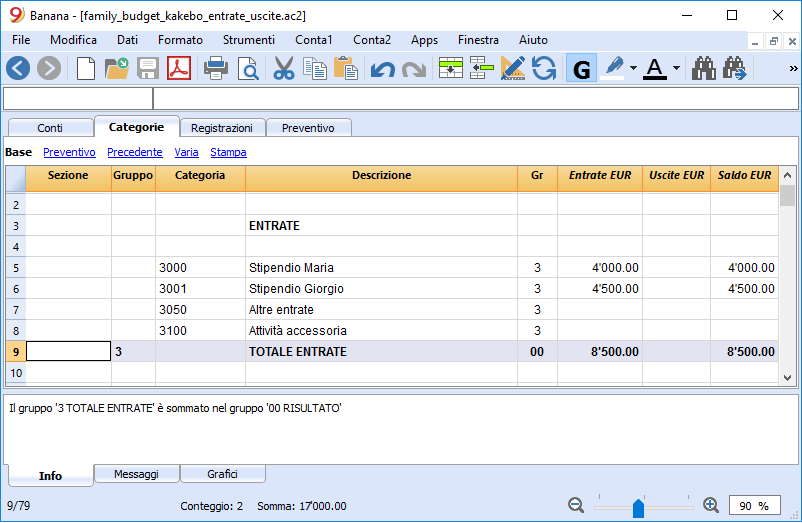 Banana - [family_budget_kakebo_entrate_uscite.ac2]
File Modifica Dati Formato Strumenti Conta1 Conta2 Apps Finestra Aiuto
G A »
Conti Categorie Registrazioni Preventivo
Base Preventivo Precedente Varia Stampa
Sezione Gruppo Categoria Descrizione Gr Entrate EUR Uscite EUR Saldo EUR
2
3 ENTRATE
4
5 3000 Stipendio Maria 3 4'000.00 4'000.00
6 3001 Stipendio Giorgio 3 4'500.00 4'500.00
7 3050 Altre entrate 3
8 3100 Attività accessoria 3
9 3 TOTALE ENTRATE 00 8'500.00 8'500.00
10
Il gruppo '3 TOTALE ENTRATE' è sommato nel gruppo '00 RISULTATO'
Info Messaggi Grafici
9/79 Conteggio: 2 Somma: 17'000.00 90 %